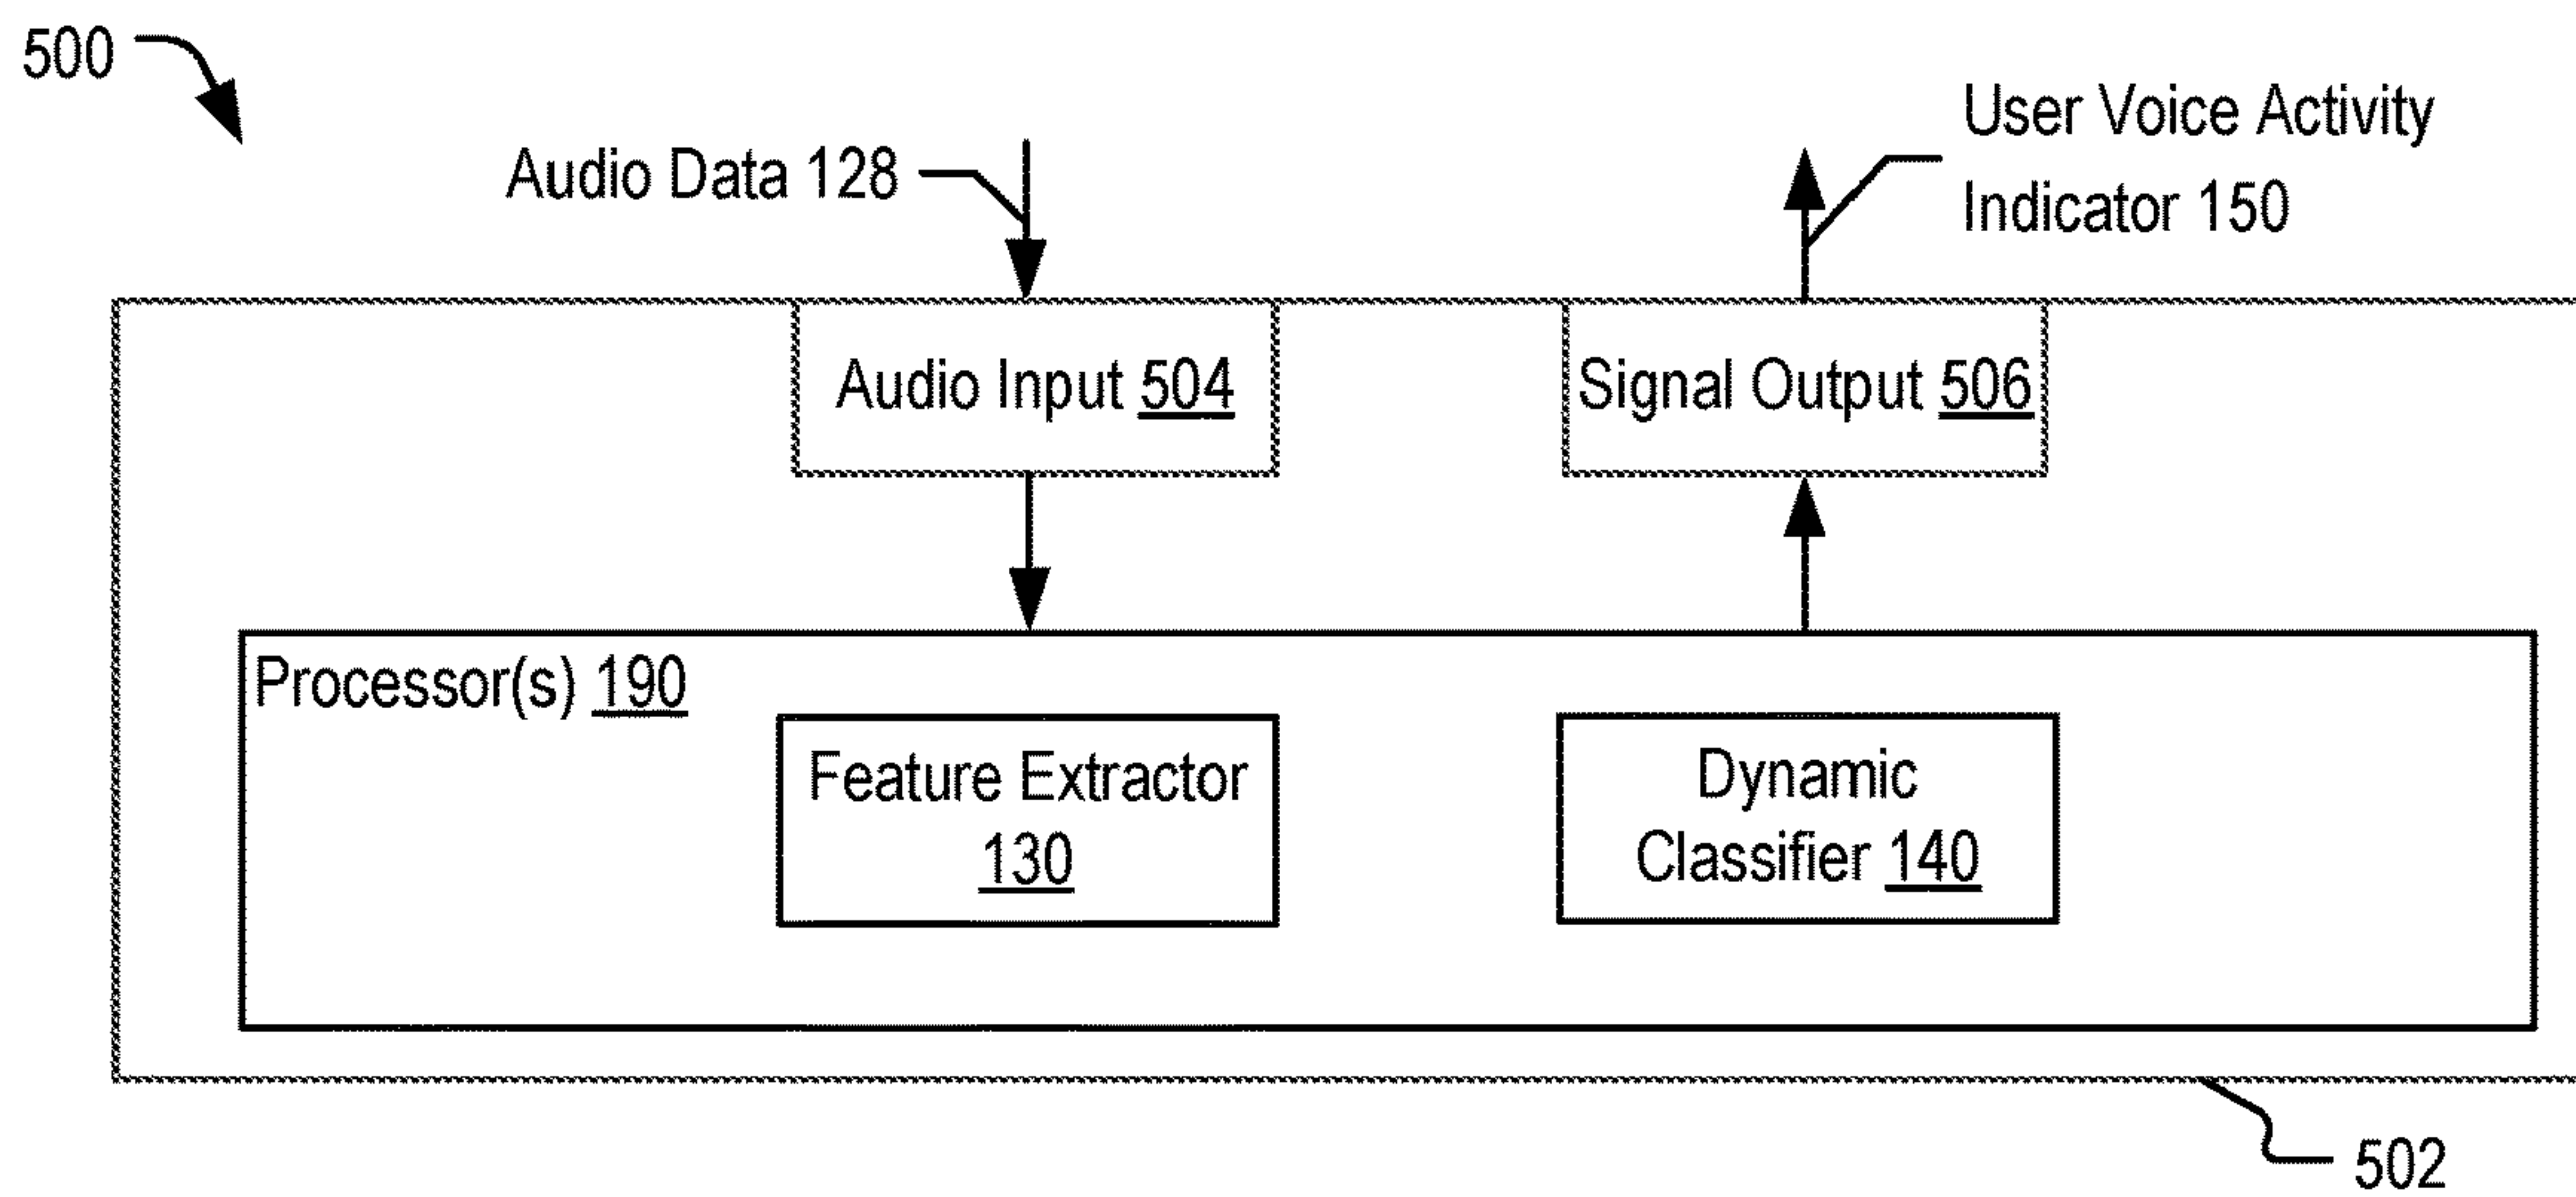 500
User Voice Activity
Indicator 150
Audio Data 128
Audio Input 504
Signal Output 506
Processor(s) 190
Feature Extractor
130
Dynamic
Classifier 140
502